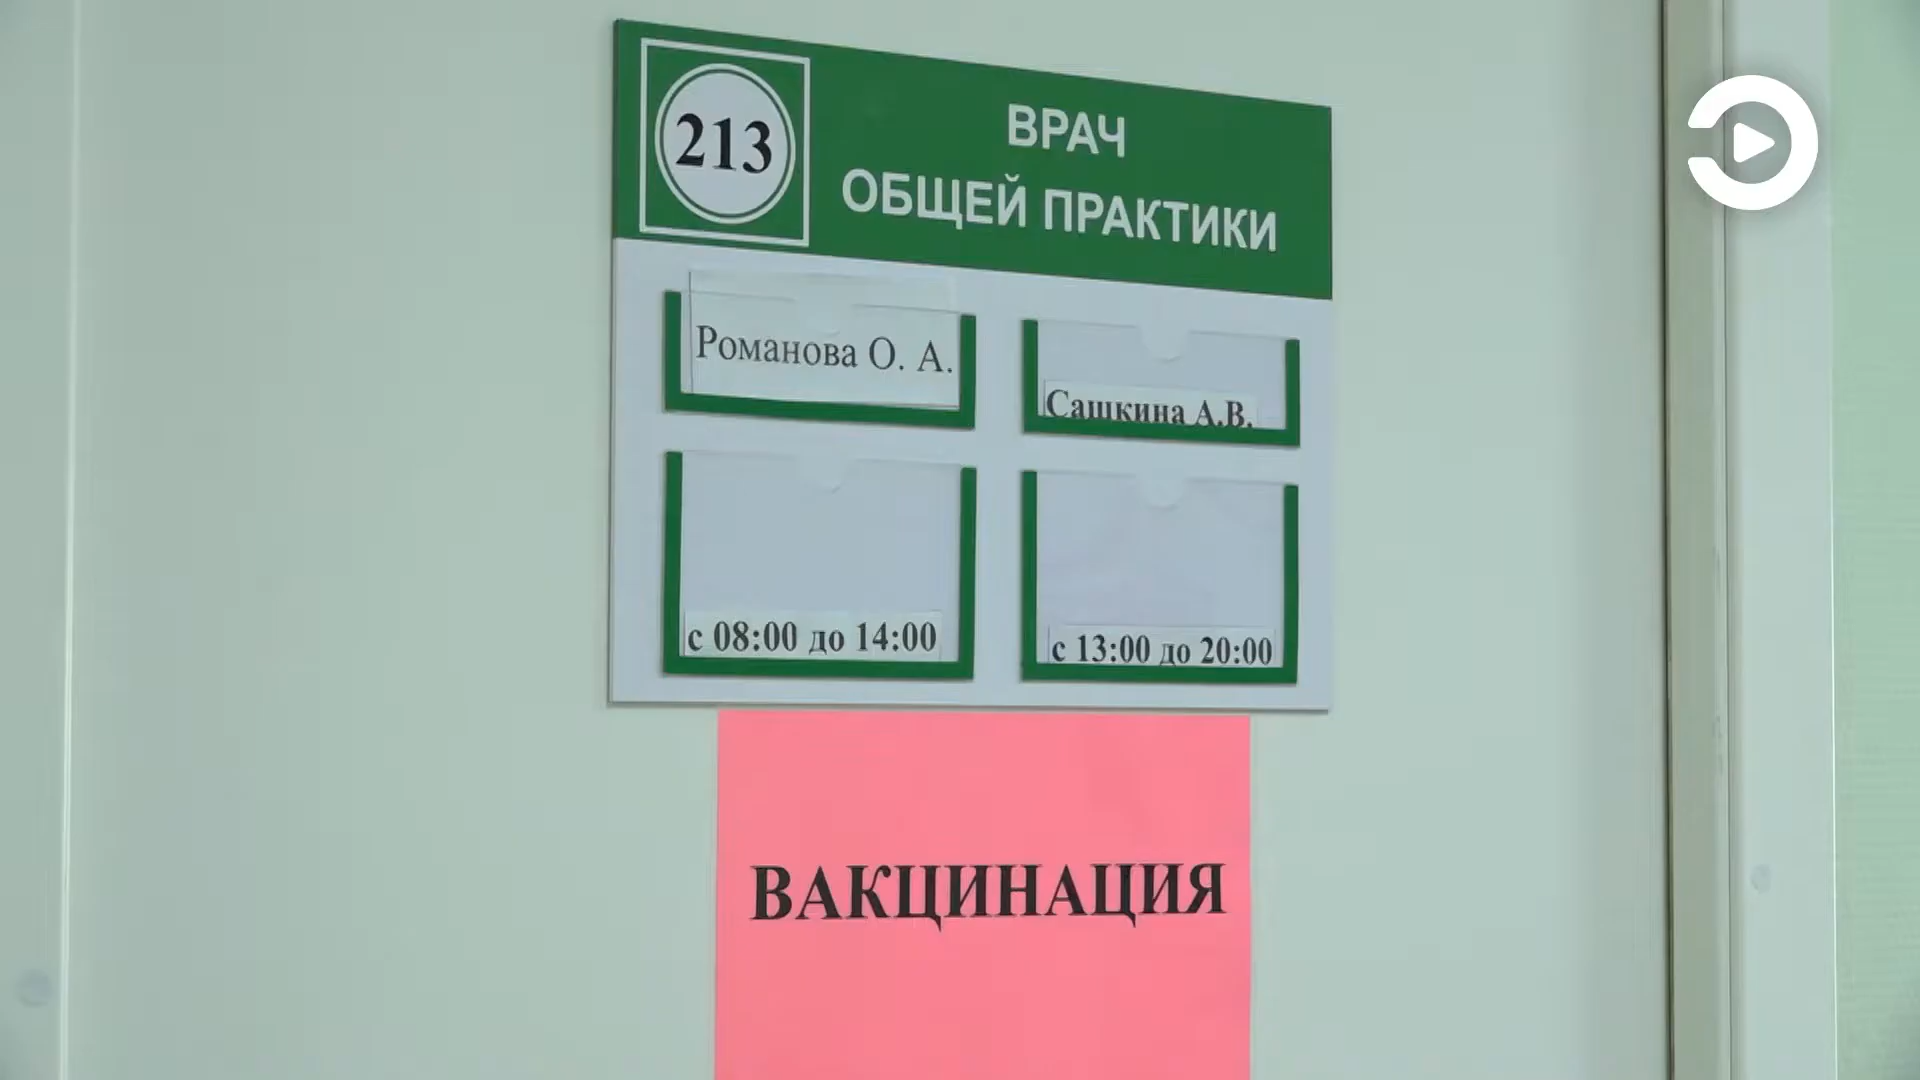 213
ВРАЧ
ОБЩЕЙ ПРАКТИКИ
Романова О. А.
Сашкина А.В.
с 08:00 до 14:00
с 13:00 до 20:00
ВАКЦИНАЦИЯ